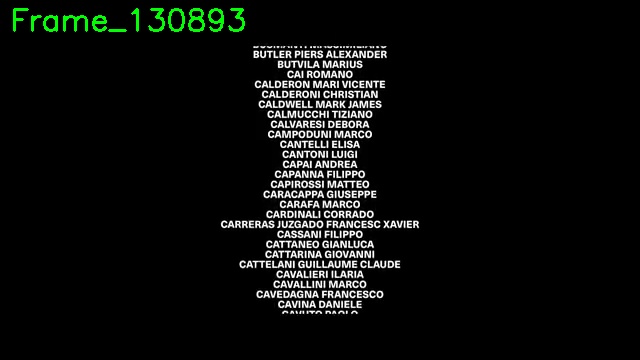 Frame_130893
BUTLER PIERS ALEXANDER
BUTVILA MARIUS
CAI ROMANO
CALDERON MARI VICENTE
CALDERONI CHRISTIAN
CALDWELL MARK JAMES
CALMUCCHI TIZIANO
CALVARESI DEBORA
CAMPODUNI MARCO
CANTELLI ELISA
CANTONI LUIGI
CAPAI ANDREA
CAPANNA FILIPPO
CAPIROSSI MATTEO
CARACAPPA GIUSEPPE
CARAFA MARCO
CARDINALI CORRADO
CARRERAS JUZGADO FRANCESC XAVIER
CASSANI FILIPPO
CATTANEO GIANLUCA
CATTARINA GIOVANNI
CATTELANI GUILLAUME CLAUDE
CAVALIERI ILARIA
CAVALLINI MARCO
CAVEDAGNA FRANCESCO
CAVINA DANIELE